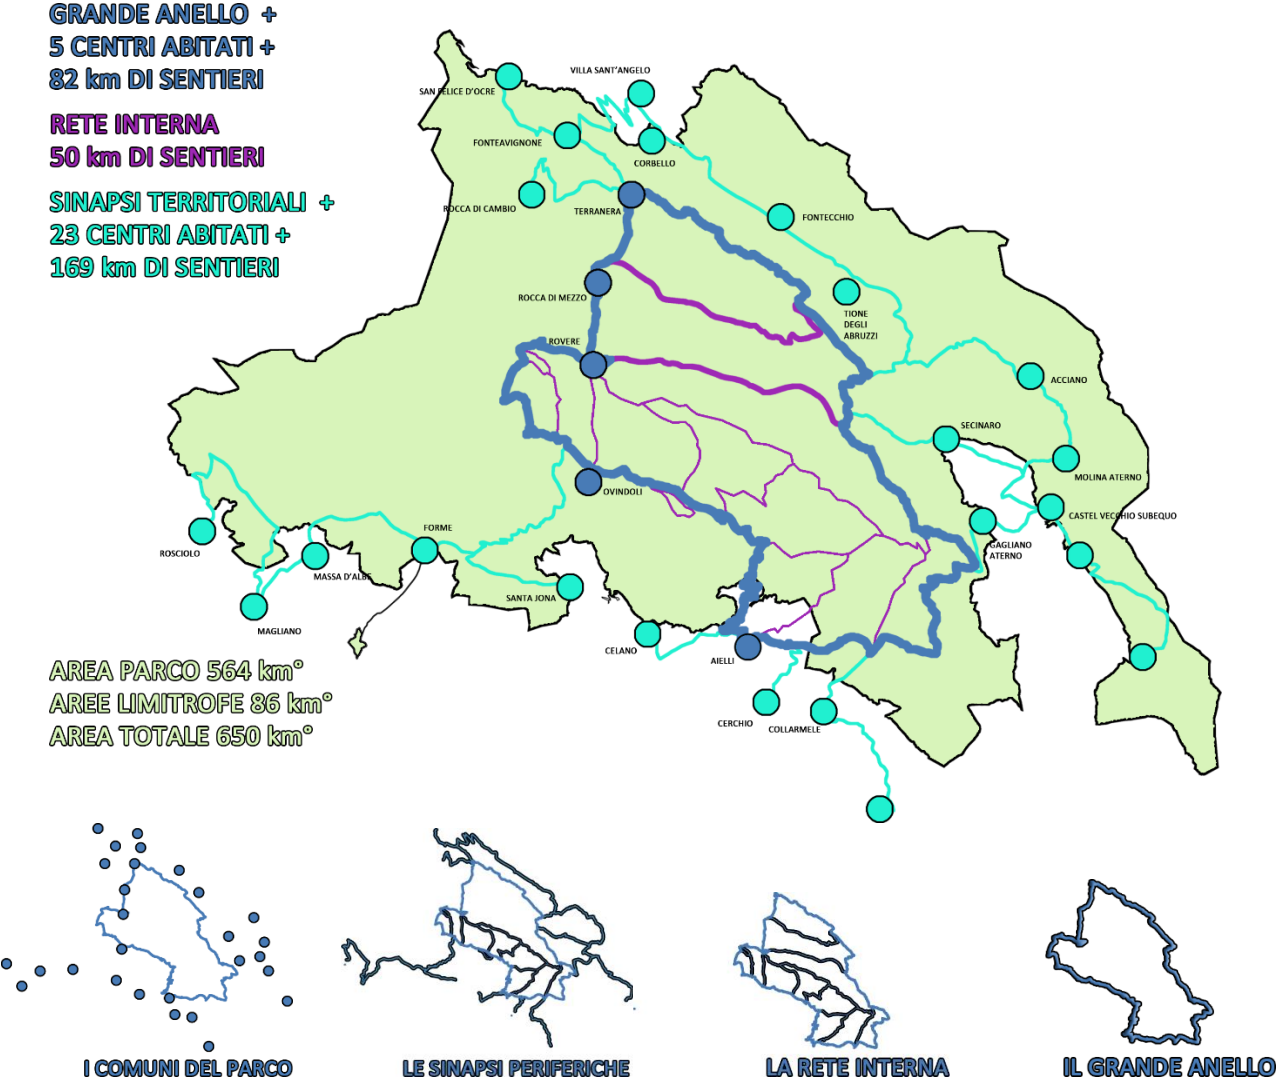 GRANDE ANELLO +
5 CENTRI ABITATI +
82 km DI SENTIERI
RETE INTERNA
50 km DI SENTIERI
SINAPSI TERRITORIALI +
23 CENTRI ABITATI +
169 km DI SENTIERI
VILLA SANT'ANGELO
SAN FELICE D'OCRE
FONTEAVIGNONE
CORBELLO
ROCCA DI CAMBIO
TERRANERA
FONTECCHIO
ROCCA DI MEZZO
TIONE
DEGLI
ABRUZZI
ROVERE
ACCIANO
SECINARO
MOLINA ATERNO
OVINDOLI
CASTEL VECCHIO SUBEQUO
FORME
GAGLIANO
ATERNO
ROSCIOLO
MASSA D'ALBE
SANTA JONA
MAGLIANO
CELANO
AIELLI
CERCHIO
COLLARMELE
AREA PARCO 564 km°
AREE LIMITROFE 86 km°
AREA TOTALE 650 km°
I COMUNI DEL PARCO
LE SINAPSI PERIFERICHE
LA RETE INTERNA
IL GRANDE ANELLO